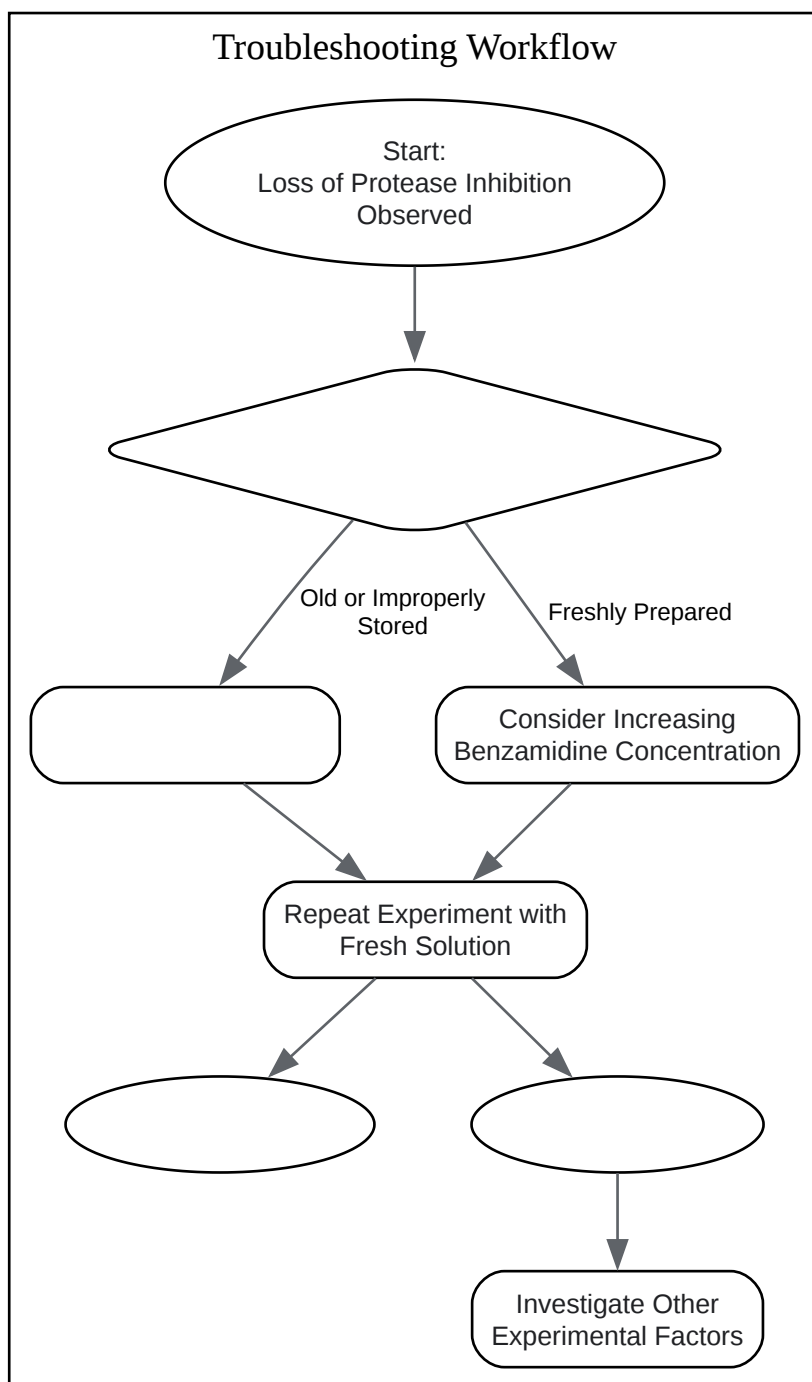 Troubleshooting Workflow
Start:
Loss of Protease Inhibition
Observed
Old or Improperly
Stored
Freshly Prepared
Consider Increasing
Benzamidine Concentration
Repeat Experiment with
Fresh Solution
Investigate Other
Experimental Factors